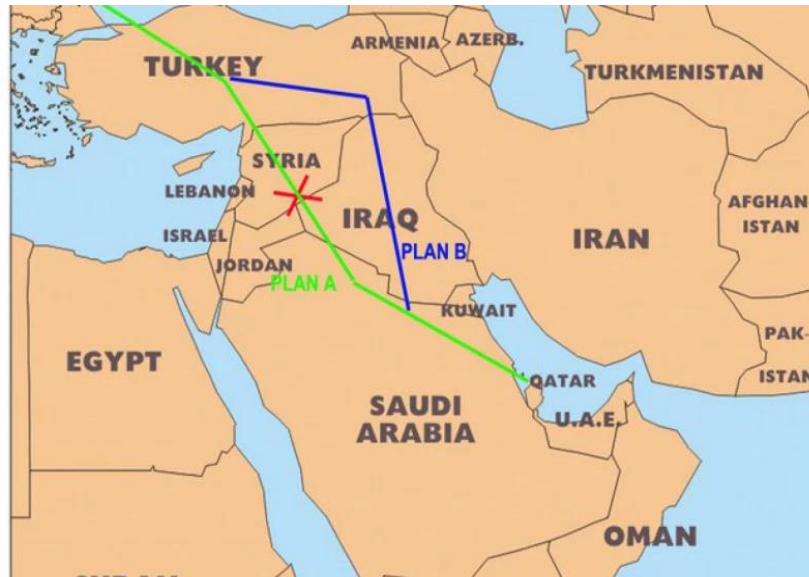 ARMENIA
AZERB.
TURKEY
TURKMENISTAN
SYRIA
LEBANON
AFGHAN
ISTAN
IRAQ
ISRAEL
IRAN
PLAN B
JORDAN
PLAN A
KUWAIT
PAK-
ISTAN
EGYPT
QATAR
SAUDI
ARABIA
U.A.E.
OMAN